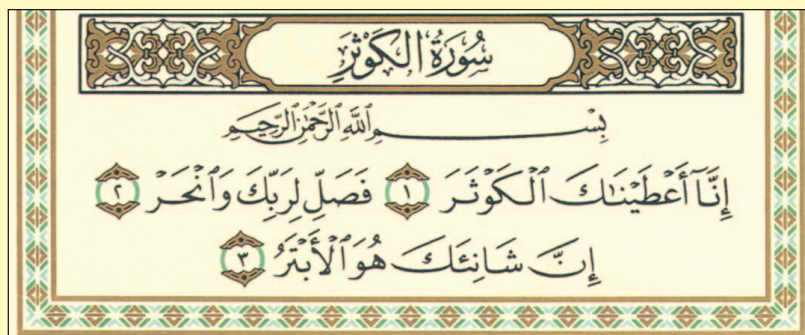 سُورَةُ الكَوْثَرِ
بِسْمِ ٱللَّهِ ٱلرَّحْمَٰنِ ٱلرَّحِيمِ
إِنَّآ أَعْطَيْنَٰكَ ٱلْكَوْثَرَ ١ فَصَلِّ لِرَبِّكَ وَٱنْحَرْ ٢
إِنَّ شَانِئَكَ هُوَ ٱلْأَبْتَرُ ٣